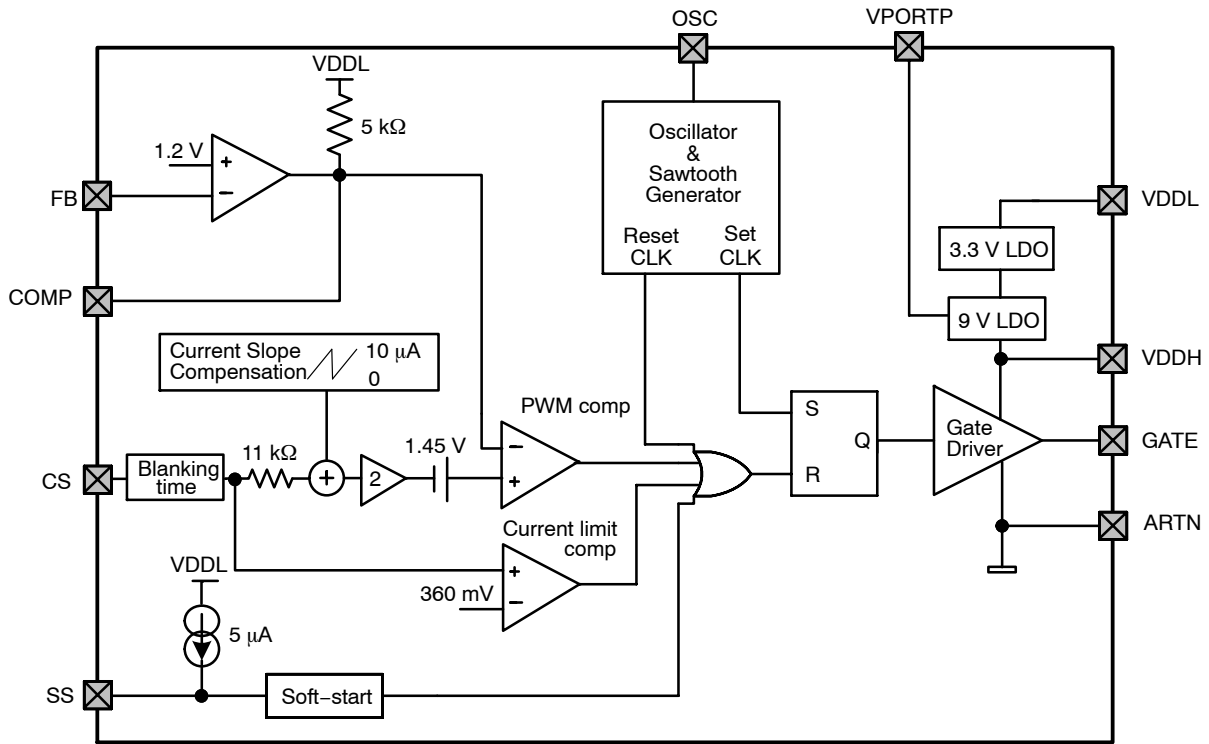 OSC
VPORTP
VDDL
5 kΩ
1.2 V
+
−
FB
COMP
Oscillator
&
Sawtooth
Generator
Reset
CLK
Set
CLK
VDDL
3.3 V LDO
9 V LDO
VDDH
Current Slope
Compensation
10 μA
0
PWM comp
S
Q
R
Gate
Driver
GATE
1.45 V
−
+
11 kΩ
CS
Blanking
time
+
2
Current limit
comp
+
−
360 mV
ARTN
VDDL
5 μA
SS
Soft−start